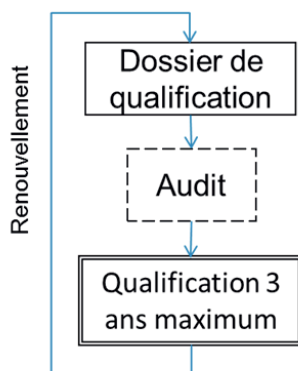 Renouvellement
Dossier de
qualification
Audit
Qualification 3
ans maximum